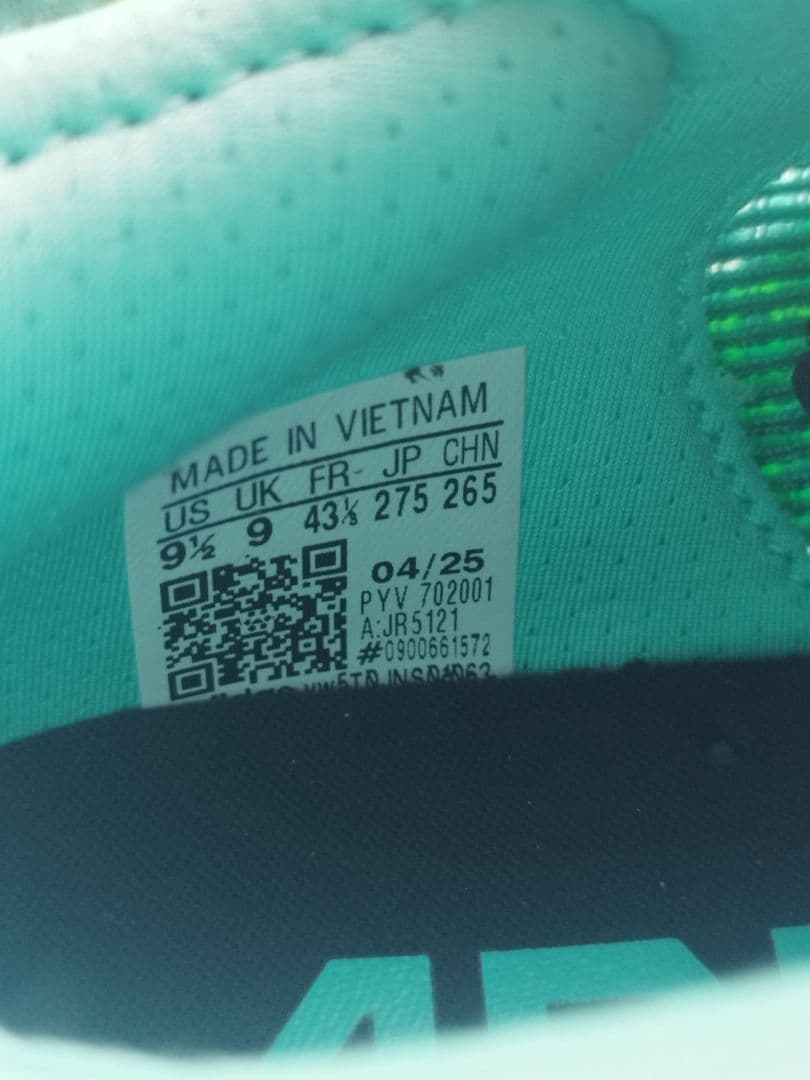 MADE IN VIETNAM
US UK FR- JP CHN
9½ 9 43⅓ 275 265
04/25
PYV 702001
A:JR5121
#0900661572